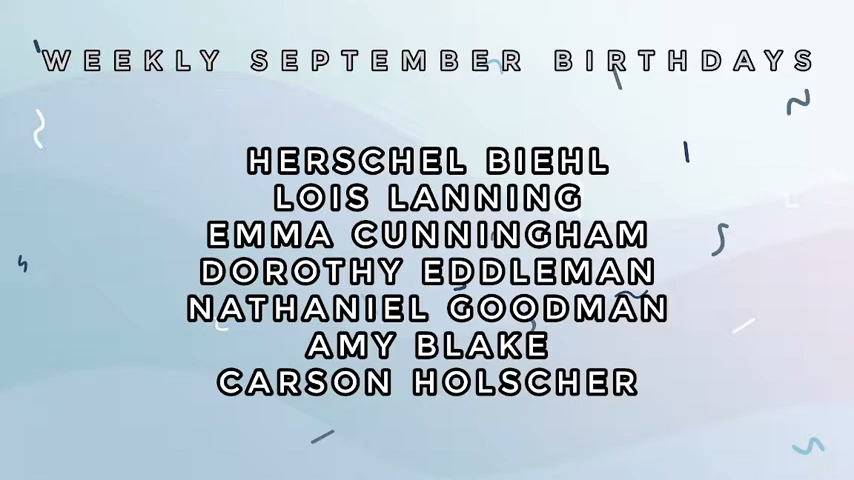 WEEKLY SEPTEMBER BIRTHDAYS
HERSCHEL BIEHL
LOIS LANNING
EMMA CUNNINGHAM
DOROTHY EDDLEMAN
NATHANIEL GOODMAN
AMY BLAKE
CARSON HOLSCHER